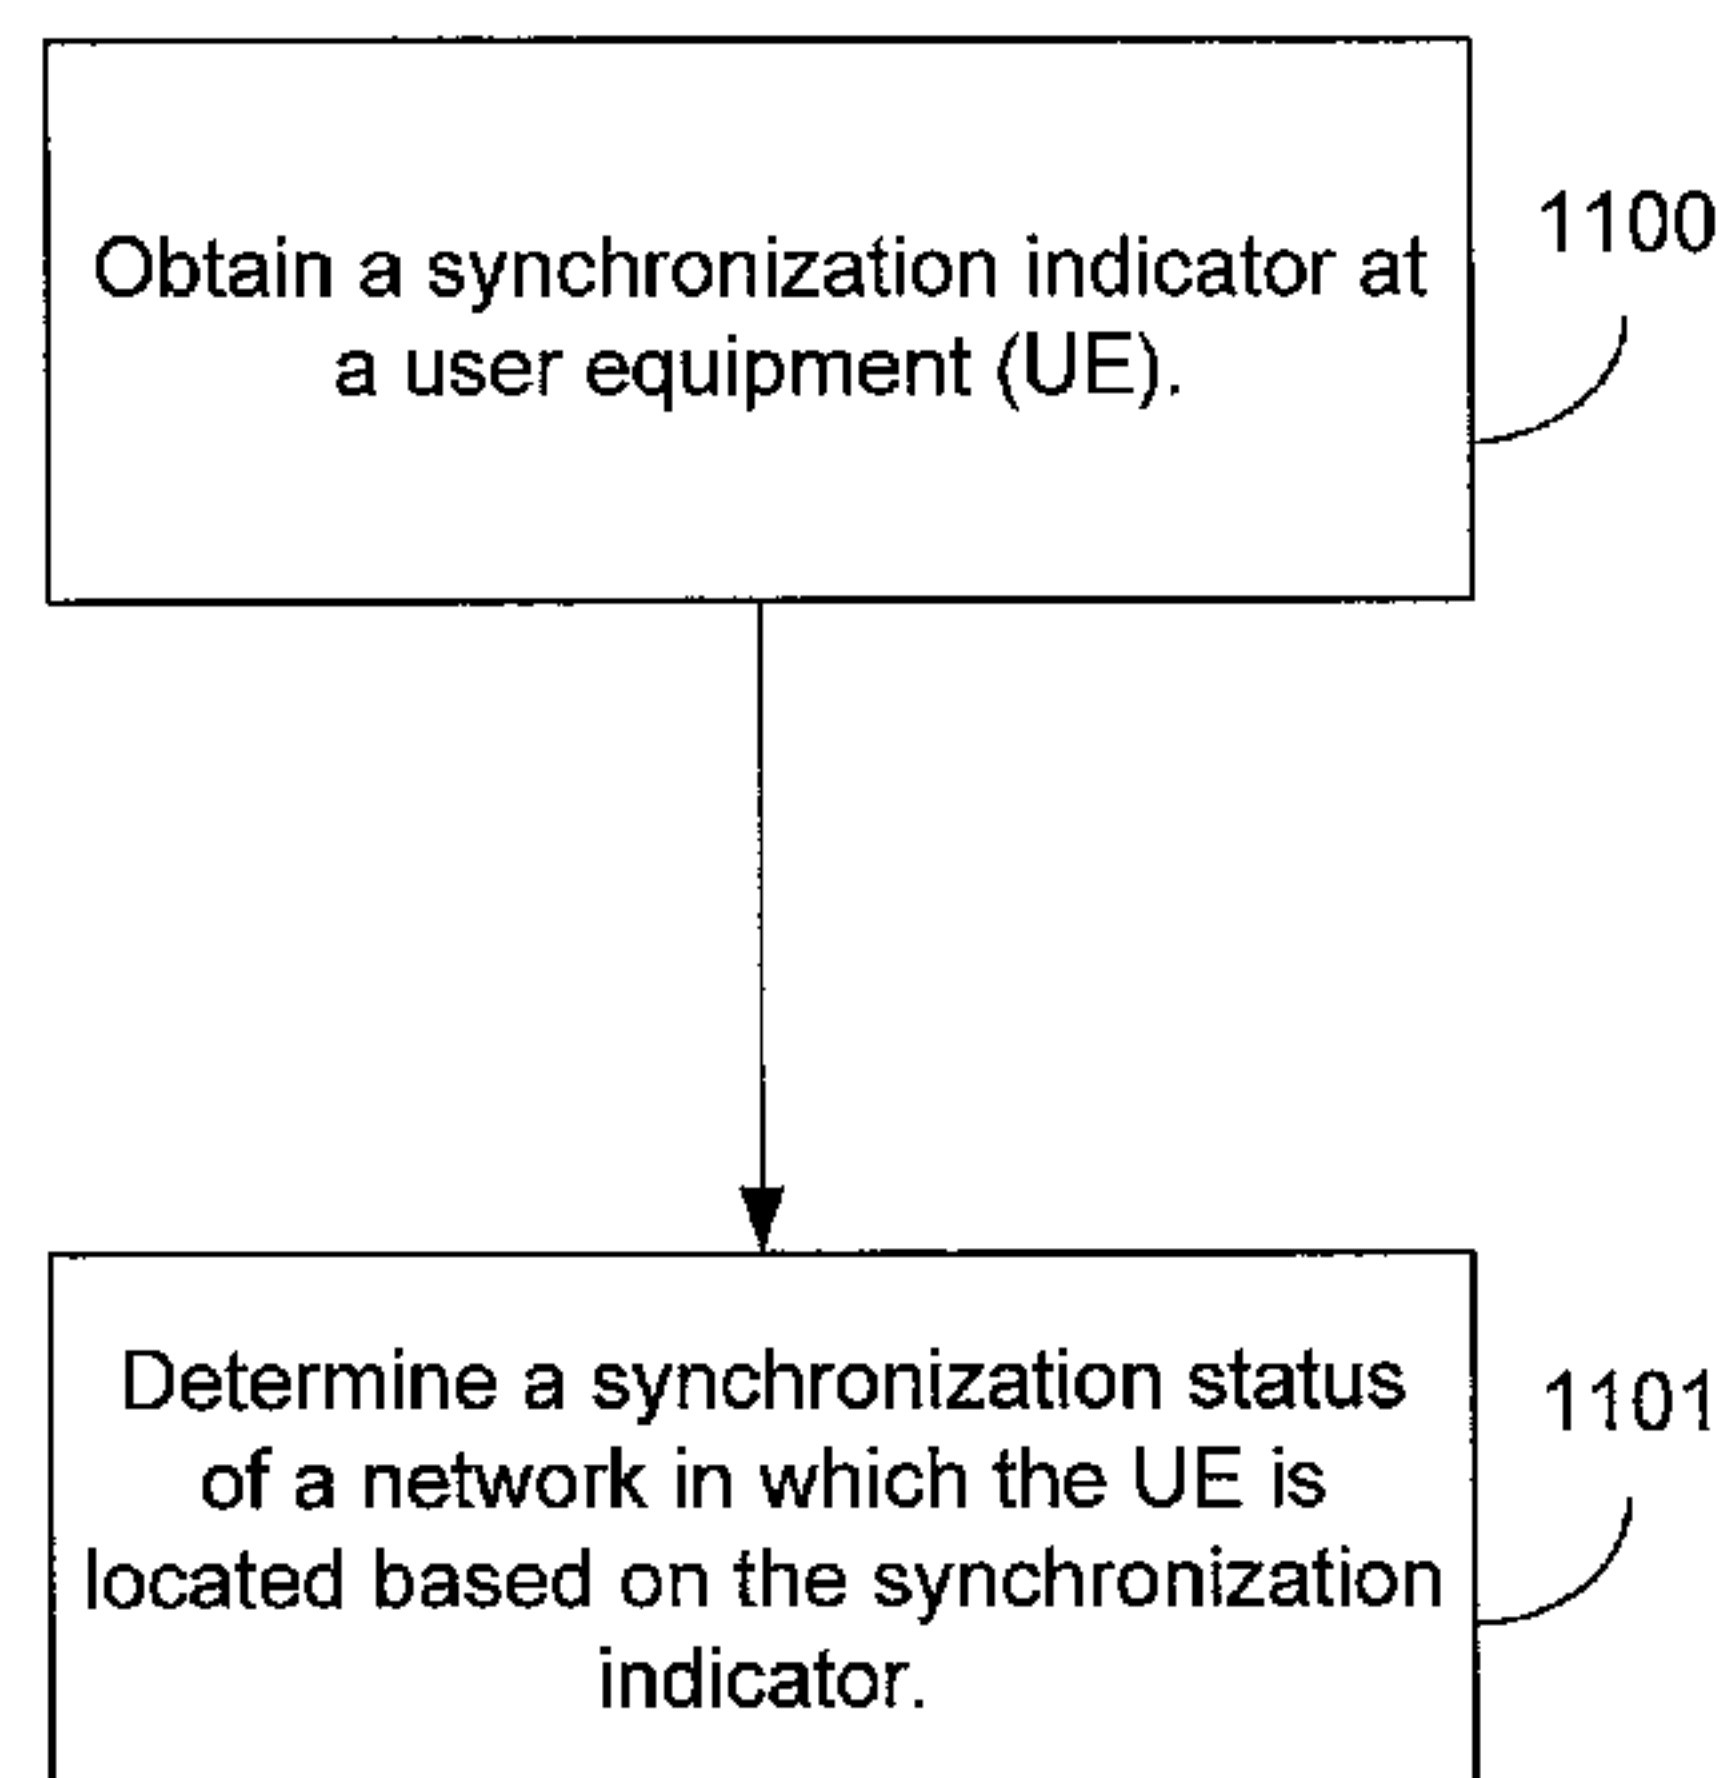 Obtain a synchronization indicator at
a user equipment (UE).
1100
Determine a synchronization status
of a network in which the UE is
located based on the synchronization
indicator.
1101